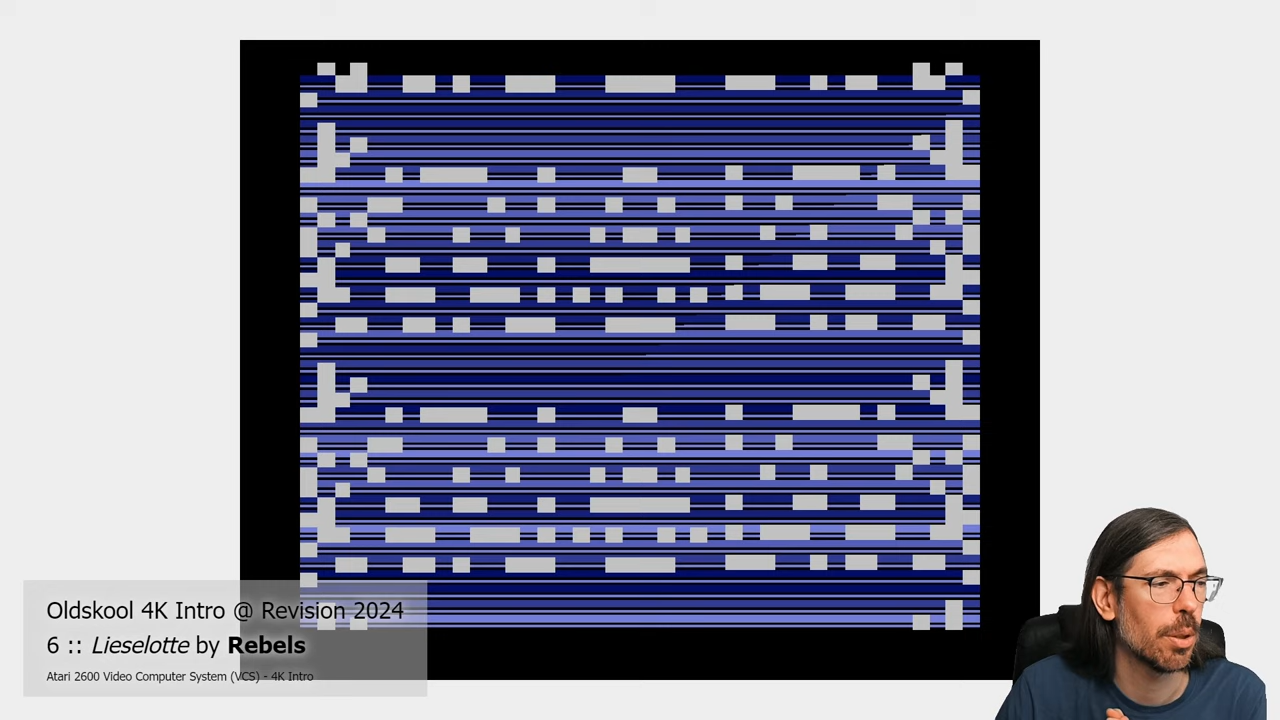 Oldskool 4K Intro @ Revision 2024
6 :: Lieselotte by Rebels
Atari 2600 Video Computer System (VCS) - 4K Intro